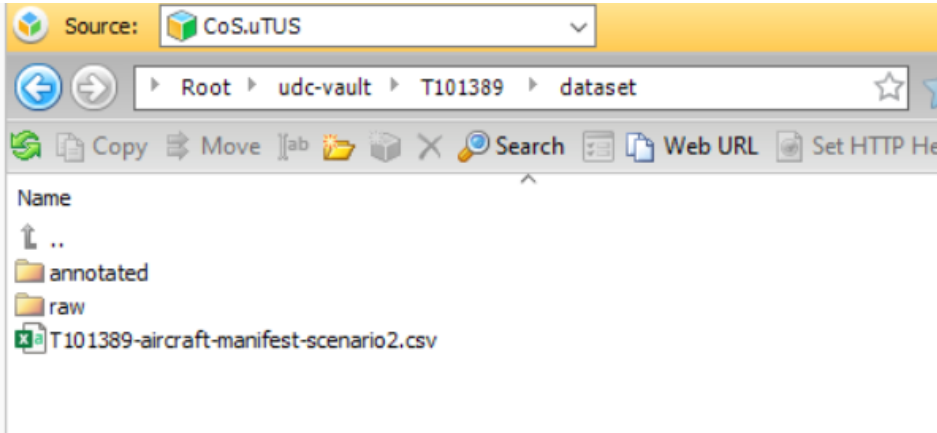 Source: CoS.uTUS
Root udc-vault T101389 dataset
Copy Move ab Search Web URL Set HTTP He
Name
..
annotated
raw
T101389-aircraft-manifest-scenario2.csv